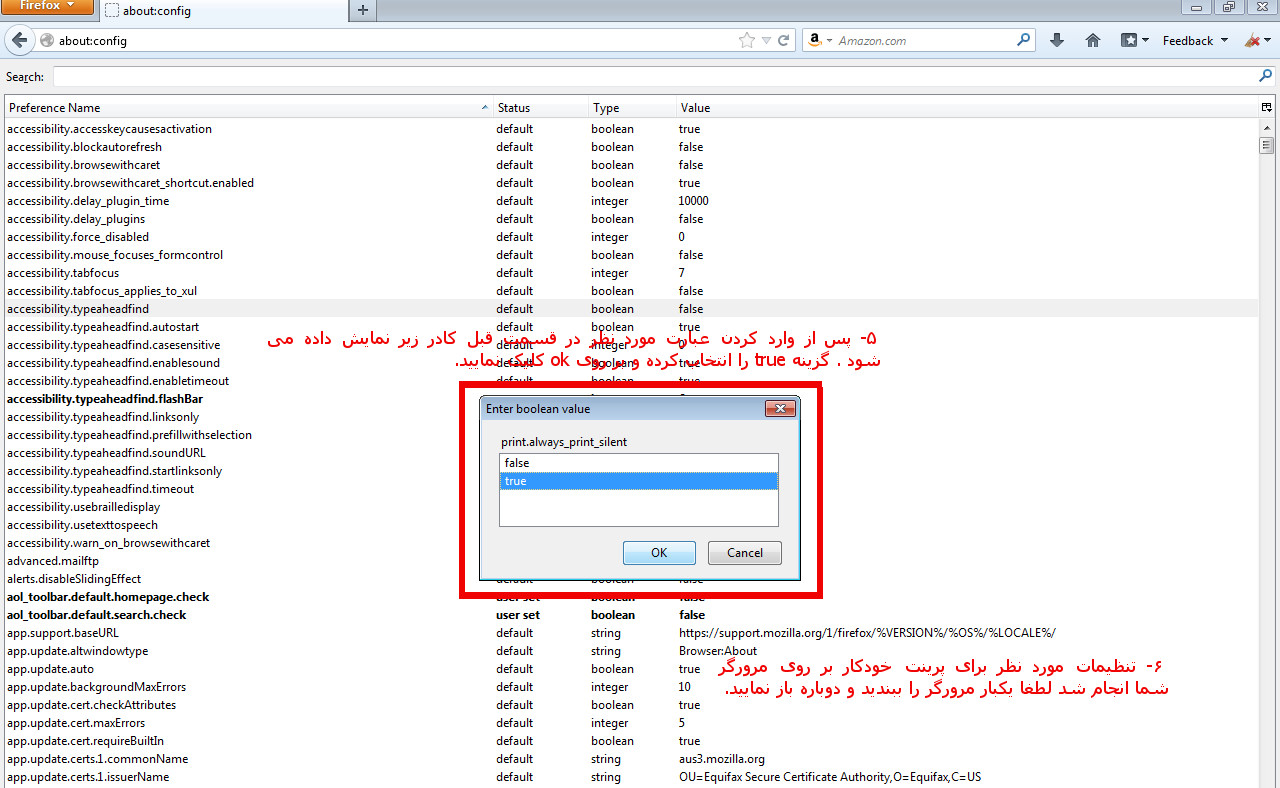 Firefox
about:config
about:config
Amazon.com
Feedback
Search:
Preference Name Status Type Value
accessibility.accesskeycausesactivation default boolean true
accessibility.blockautorefresh default boolean false
accessibility.browsewithcaret default boolean false
accessibility.browsewithcaret_shortcut.enabled default boolean true
accessibility.delay_plugin_time default integer 10000
accessibility.delay_plugins default boolean false
accessibility.force_disabled default integer 0
accessibility.mouse_focuses_formcontrol default boolean false
accessibility.tabfocus default integer 7
accessibility.tabfocus_applies_to_xul default boolean false
accessibility.typeaheadfind default boolean false
accessibility.typeaheadfind.autostart default boolean true
۵- پس از وارد کردن عبارت مورد نظر در قسمت قبل کادر زیر نمایش داده می
accessibility.typeaheadfind.casesensitive default integer 0
شود . گزینه true را انتخاب کرده و بر روی ok کلیک نمایید.
accessibility.typeaheadfind.enablesound default boolean true
accessibility.typeaheadfind.enabletimeout default boolean true
accessibility.typeaheadfind.flashBar
Enter boolean value
accessibility.typeaheadfind.linksonly
accessibility.typeaheadfind.prefillwithselection
print.always_print_silent
accessibility.typeaheadfind.soundURL
false
accessibility.typeaheadfind.startlinksonly
true
accessibility.typeaheadfind.timeout
accessibility.usebrailledisplay
accessibility.usetexttospeech
accessibility.warn_on_browsewithcaret
OK Cancel
advanced.mailftp
alerts.disableSlidingEffect default boolean false
aol_toolbar.default.homepage.check user set boolean false
aol_toolbar.default.search.check user set boolean false
app.support.baseURL default string https://support.mozilla.org/1/firefox/%VERSION%/%OS%/%LOCALE%/
app.update.altwindowtype default string Browser:About
app.update.auto default boolean true
۶- تنظیمات مورد نظر برای پرینت خودکار بر روی مرورگر
app.update.backgroundMaxErrors default integer 10
شما انجام شد لطفا یکبار مرورگر را ببندید و دوباره باز نمایید.
app.update.cert.checkAttributes default boolean true
app.update.cert.maxErrors default integer 5
app.update.cert.requireBuiltIn default boolean true
app.update.certs.1.commonName default string aus3.mozilla.org
app.update.certs.1.issuerName default string OU=Equifax Secure Certificate Authority,O=Equifax,C=US